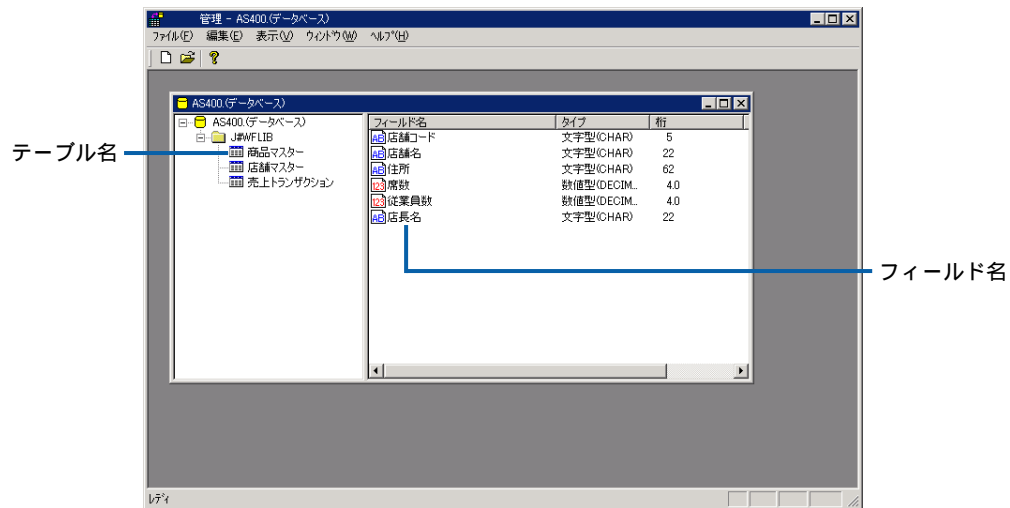 管理 - AS400.(データベース)
ファイル(F) 編集(E) 表示(V) ウィンドウ(W) ヘルプ(H)
AS400.(データベース)
AS400.(データベース)
J#WFLIB
商品マスター
店舗マスター
売上トランザクション
フィールド名 タイプ 桁
店舗コード 文字型(CHAR) 5
店舗名 文字型(CHAR) 22
住所 文字型(CHAR) 62
席数 数値型(DECIM... 4.0
従業員数 数値型(DECIM... 4.0
店長名 文字型(CHAR) 22
テーブル名
フィールド名
レディ